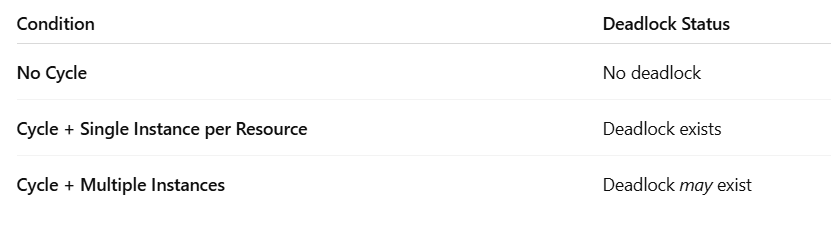 Condition Deadlock Status
No Cycle No deadlock
Cycle + Single Instance per Resource Deadlock exists
Cycle + Multiple Instances Deadlock may exist